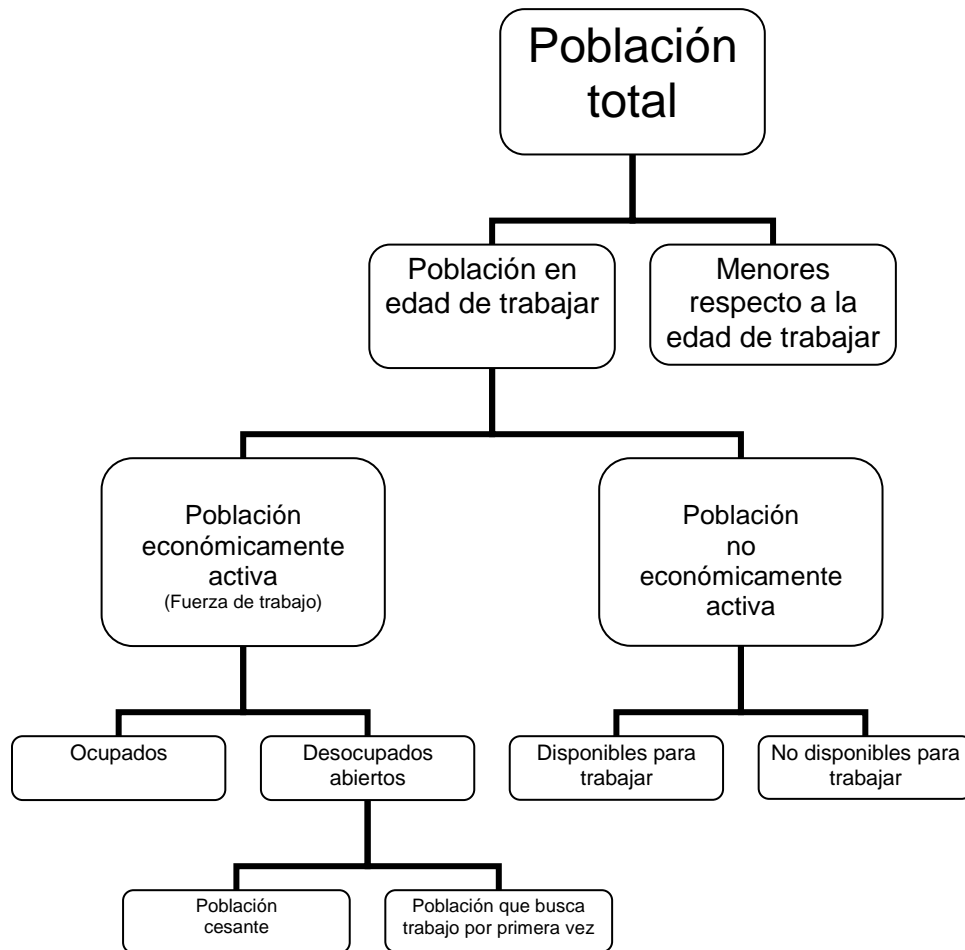 Población
total
Población en
edad de trabajar
Menores
respecto a la
edad de trabajar
Población
económicamente
activa
(Fuerza de trabajo)
Población
no
económicamente
activa
Ocupados
Desocupados
abiertos
Disponibles para
trabajar
No disponibles para
trabajar
Población
cesante
Población que busca
trabajo por primera vez